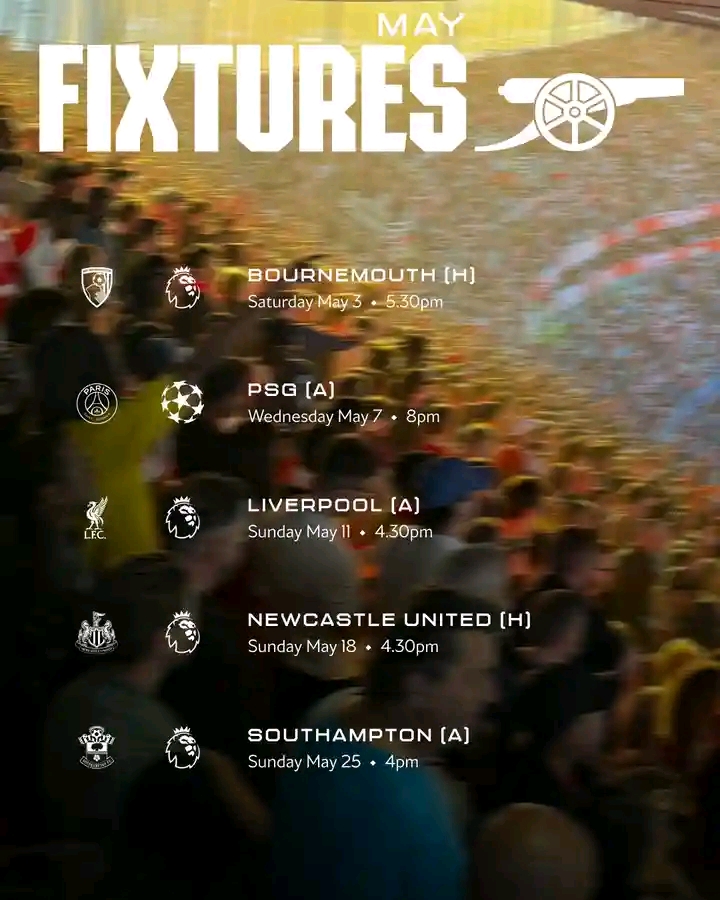 MAY
FIXTURES
BOURNEMOUTH (H)
Saturday May 3 • 5.30pm
PARIS
PSG (A)
Wednesday May 7 • 8pm
LIVERPOOL (A)
Sunday May 11 • 4.30pm
L.F.C.
NEWCASTLE UNITED (H)
Sunday May 18 • 4.30pm
SOUTHAMPTON (A)
Sunday May 25 • 4pm